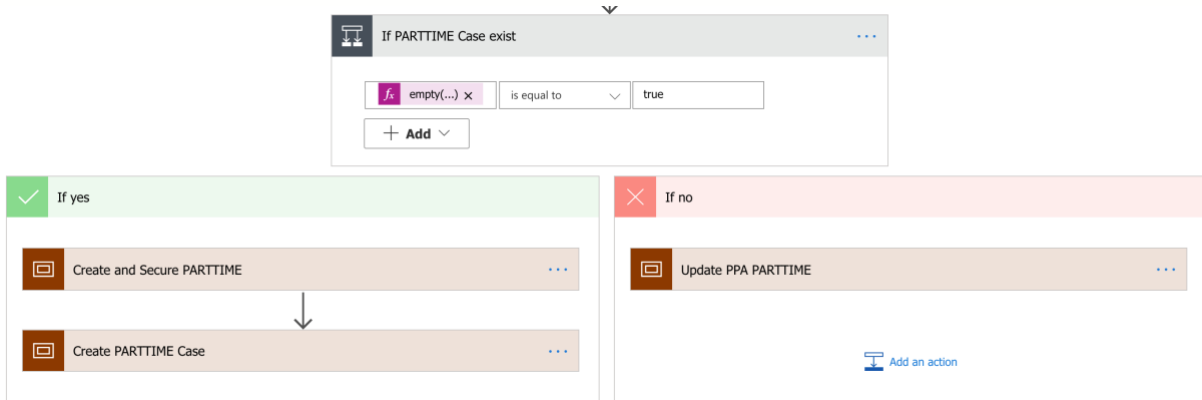 If PARTTIME Case exist
fx empty(...) × is equal to true
+ Add
If yes
Create and Secure PARTTIME
Create PARTTIME Case
If no
Update PPA PARTTIME
Add an action